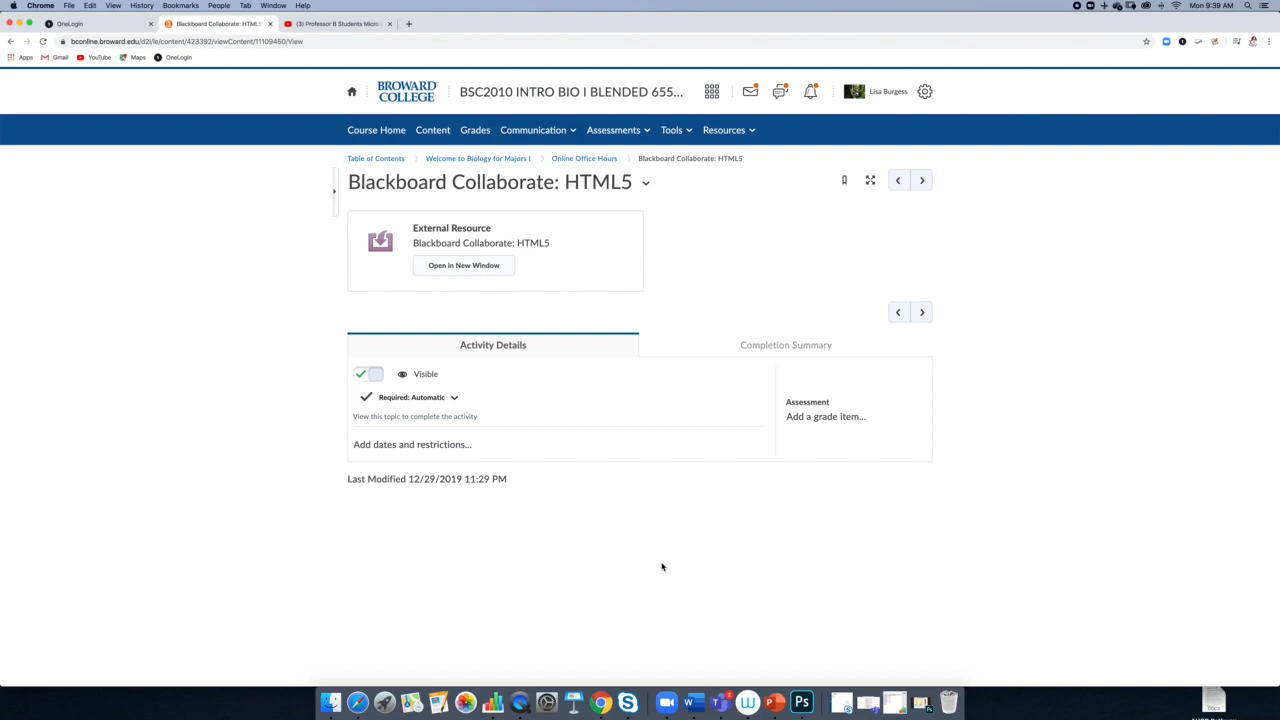 Chrome File Edit View History Bookmarks People Tab Window Help Mon 9:39 AM
OneLogin Blackboard Collaborate: HTML5 (3) Professor B Students Micro
bconline.broward.edu/d2l/le/content/423392/viewContent/11109450/View
Apps Gmail YouTube Maps OneLogin
BROWARD COLLEGE BSC2010 INTRO BIO I BLENDED 655... Lisa Burgess
Course Home Content Grades Communication Assessments Tools Resources
Table of Contents Welcome to Biology for Majors I Online Office Hours Blackboard Collaborate: HTML5
Blackboard Collaborate: HTML5
External Resource
Blackboard Collaborate: HTML5
Open in New Window
Activity Details Completion Summary
Visible
Required: Automatic
View this topic to complete the activity
Assessment
Add a grade item...
Add dates and restrictions...
Last Modified 12/29/2019 11:29 PM